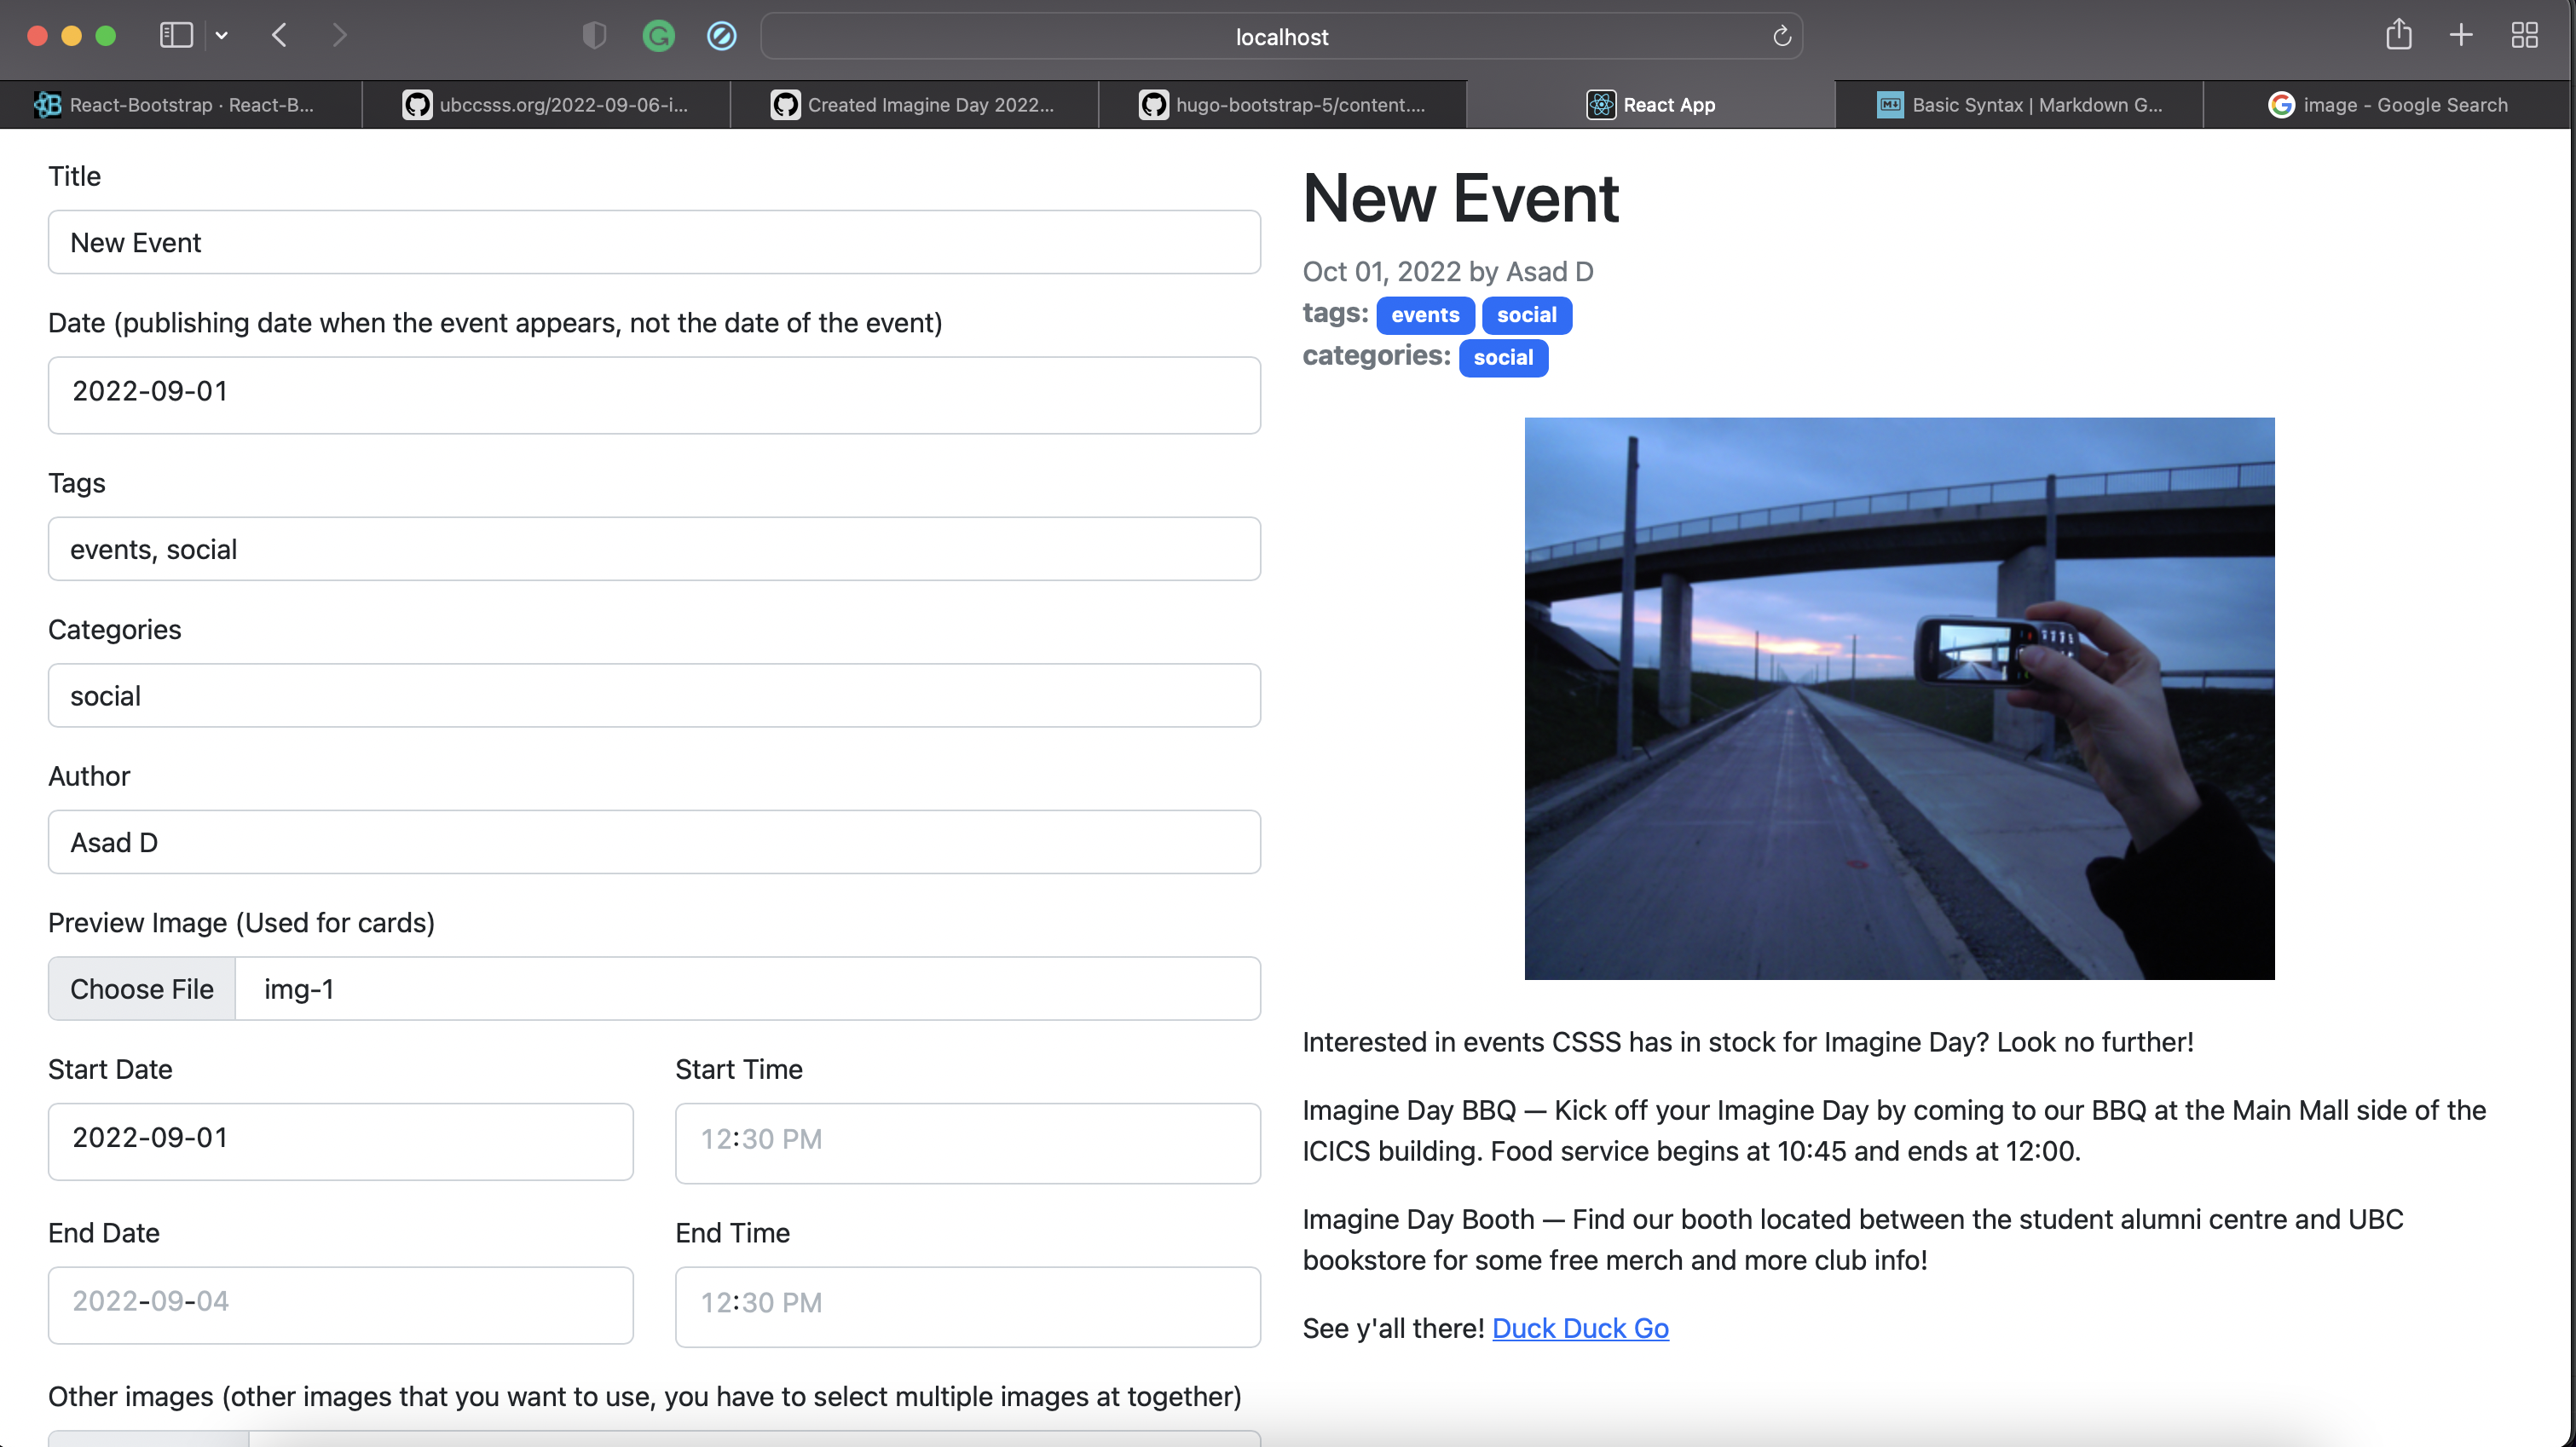 localhost
React-Bootstrap · React-B...
ubccsss.org/2022-09-06-i...
Created Imagine Day 2022...
hugo-bootstrap-5/content....
React App
Basic Syntax | Markdown G...
image - Google Search
Title
New Event
Date (publishing date when the event appears, not the date of the event)
2022-09-01
Tags
events, social
Categories
social
Author
Asad D
Preview Image (Used for cards)
Choose File img-1
Start Date
2022-09-01
Start Time
12:30 PM
End Date
2022-09-04
End Time
12:30 PM
Other images (other images that you want to use, you have to select multiple images at together)
New Event
Oct 01, 2022 by Asad D
tags: events social
categories: social
Interested in events CSSS has in stock for Imagine Day? Look no further!
Imagine Day BBQ — Kick off your Imagine Day by coming to our BBQ at the Main Mall side of the
ICICS building. Food service begins at 10:45 and ends at 12:00.
Imagine Day Booth — Find our booth located between the student alumni centre and UBC
bookstore for some free merch and more club info!
See y'all there! Duck Duck Go